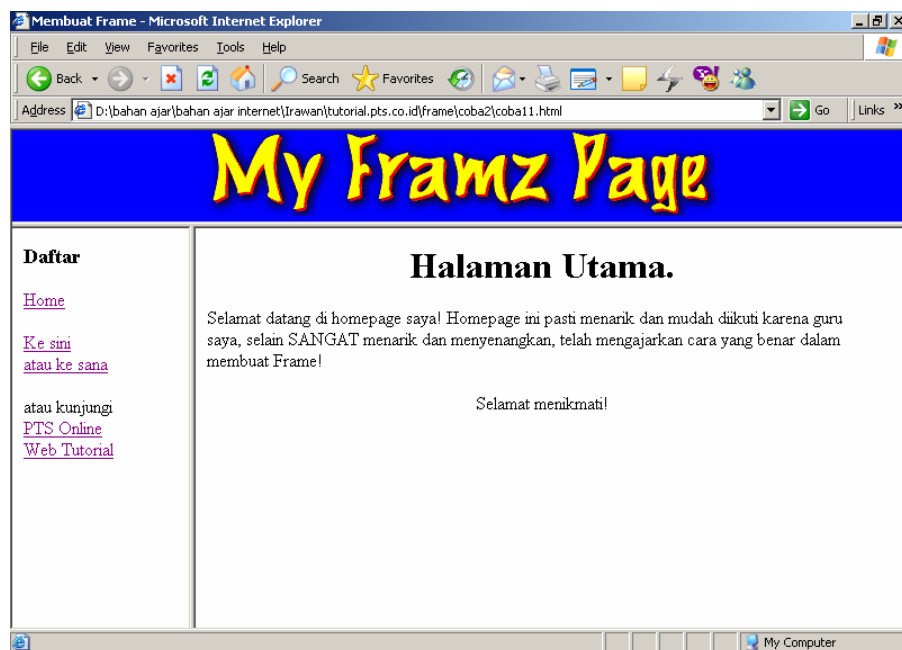 Membuat Frame - Microsoft Internet Explorer
File Edit View Favorites Tools Help
Back Search Favorites
Address D:\bahan ajar\bahan ajar internet\Irawan\tutorial.pts.co.id\frame\coba2\coba11.html Go Links »
My Framz Page
Daftar
Home
Ke sini
atau ke sana
atau kunjungi
PTS Online
Web Tutorial
Halaman Utama.
Selamat datang di homepage saya! Homepage ini pasti menarik dan mudah diikuti karena guru
saya, selain SANGAT menarik dan menyenangkan, telah mengajarkan cara yang benar dalam
membuat Frame!
Selamat menikmati!
My Computer